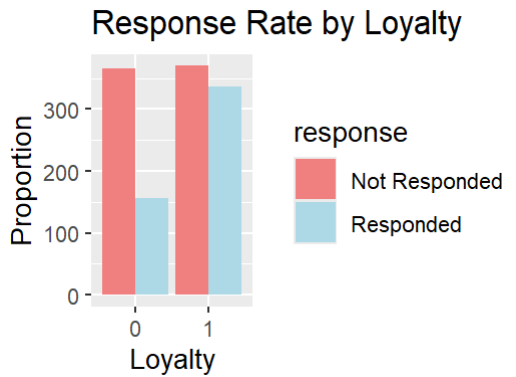 Response Rate by Loyalty
Proportion
300
200
100
0
0 1
Loyalty
response
Not Responded
Responded